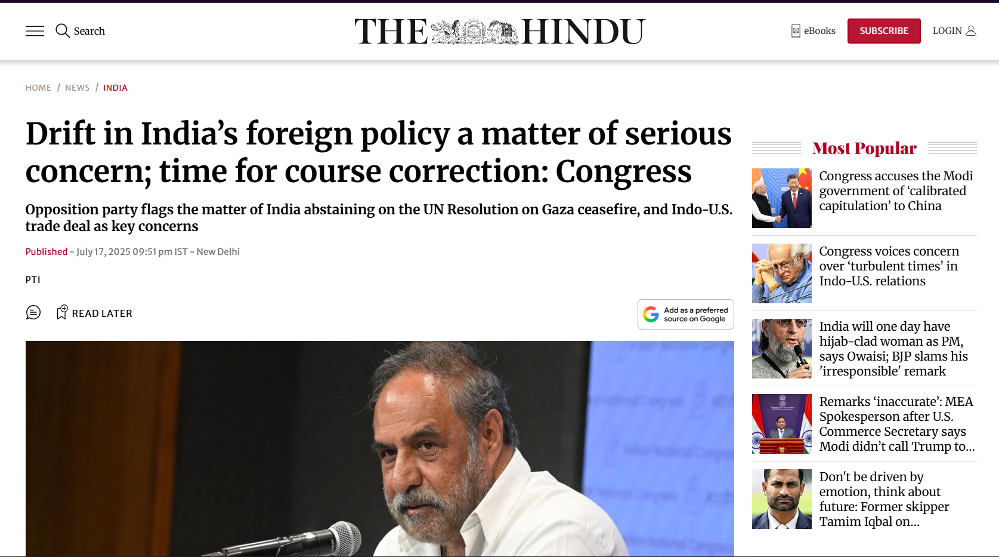 Search
THE HINDU
eBooks
SUBSCRIBE
LOGIN
HOME / NEWS / INDIA
Drift in India’s foreign policy a matter of serious
concern; time for course correction: Congress
Opposition party flags the matter of India abstaining on the UN Resolution on Gaza ceasefire, and Indo-U.S.
trade deal as key concerns
Published - July 17, 2025 09:51 pm IST - New Delhi
PTI
READ LATER
Add as a preferred
source on Google
Most Popular
Congress accuses the Modi
government of ‘calibrated
capitulation’ to China
Congress voices concern
over ‘turbulent times’ in
Indo-U.S. relations
India will one day have
hijab-clad woman as PM,
says Owaisi; BJP slams his
'irresponsible' remark
Remarks ‘inaccurate’: MEA
Spokesperson after U.S.
Commerce Secretary says
Modi didn’t call Trump to...
Don't be driven by
emotion, think about
future: Former skipper
Tamim Iqbal on...